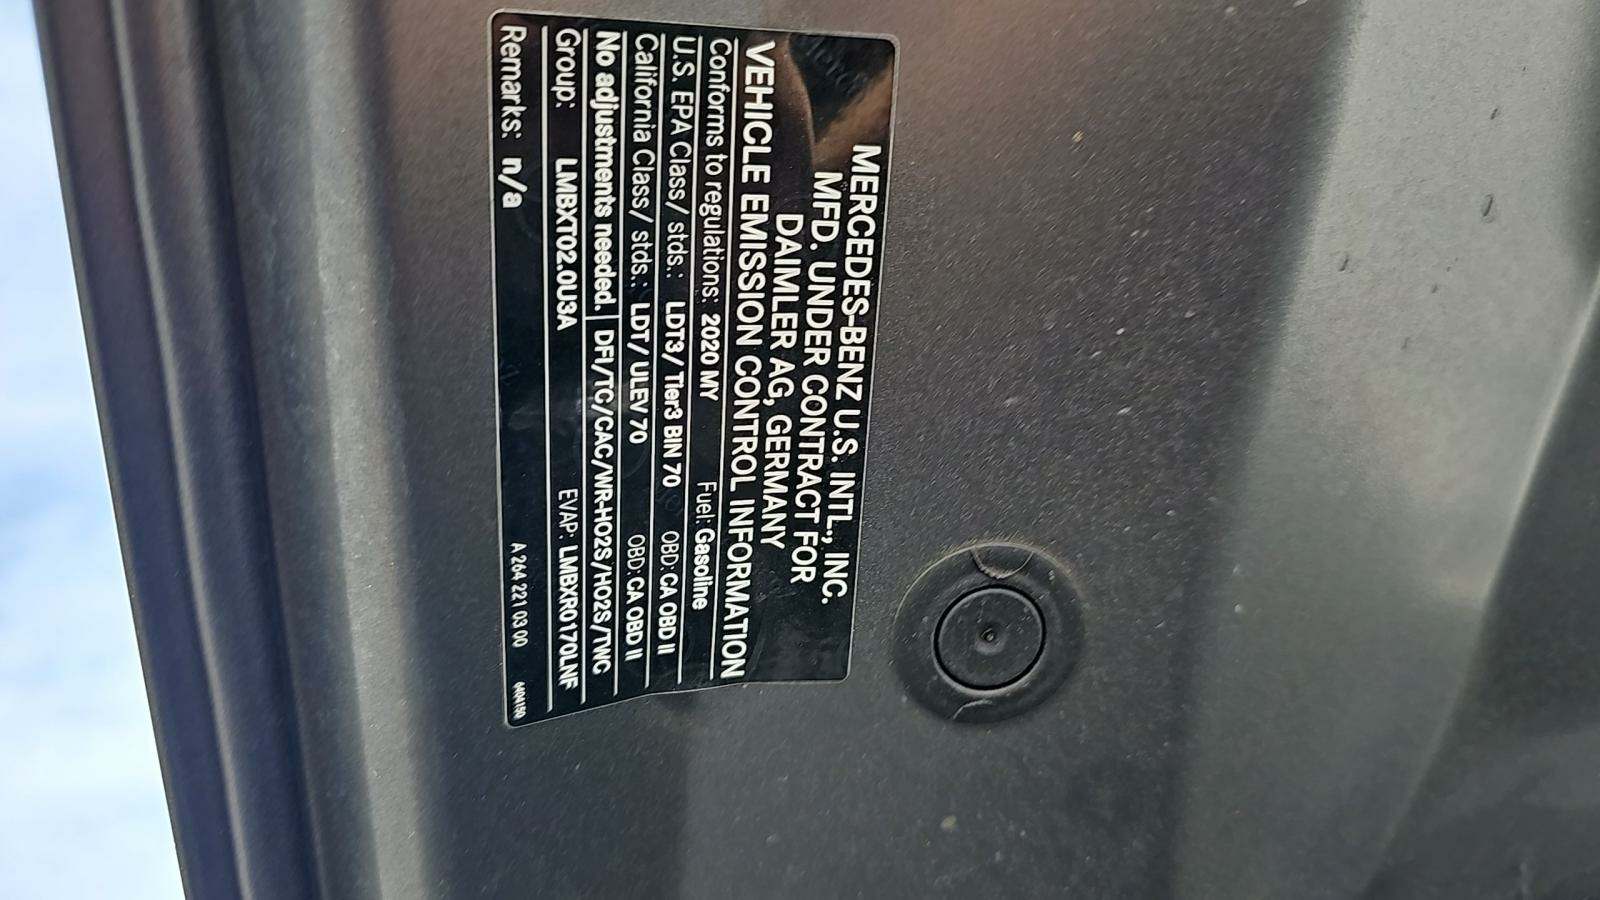 MERCEDES-BENZ U.S. INTL., INC.
MFD. UNDER CONTRACT FOR
DAIMLER AG, GERMANY
VEHICLE EMISSION CONTROL INFORMATION
Conforms to regulations: 2020 MY Fuel: Gasoline
U.S. EPA Class/ stds.: LDT3/ Tier3 BIN 70 OBD: CA OBD II
California Class/ stds.: LDT/ ULEV 70 OBD: CA OBD II
No adjustments needed. DFI/TC/CAC/WR-HO2S/HO2S/TWC
Group: LMBXT02.0U3A EVAP: LMBXR0170LNF
Remarks: n/a A 264 221 03 00